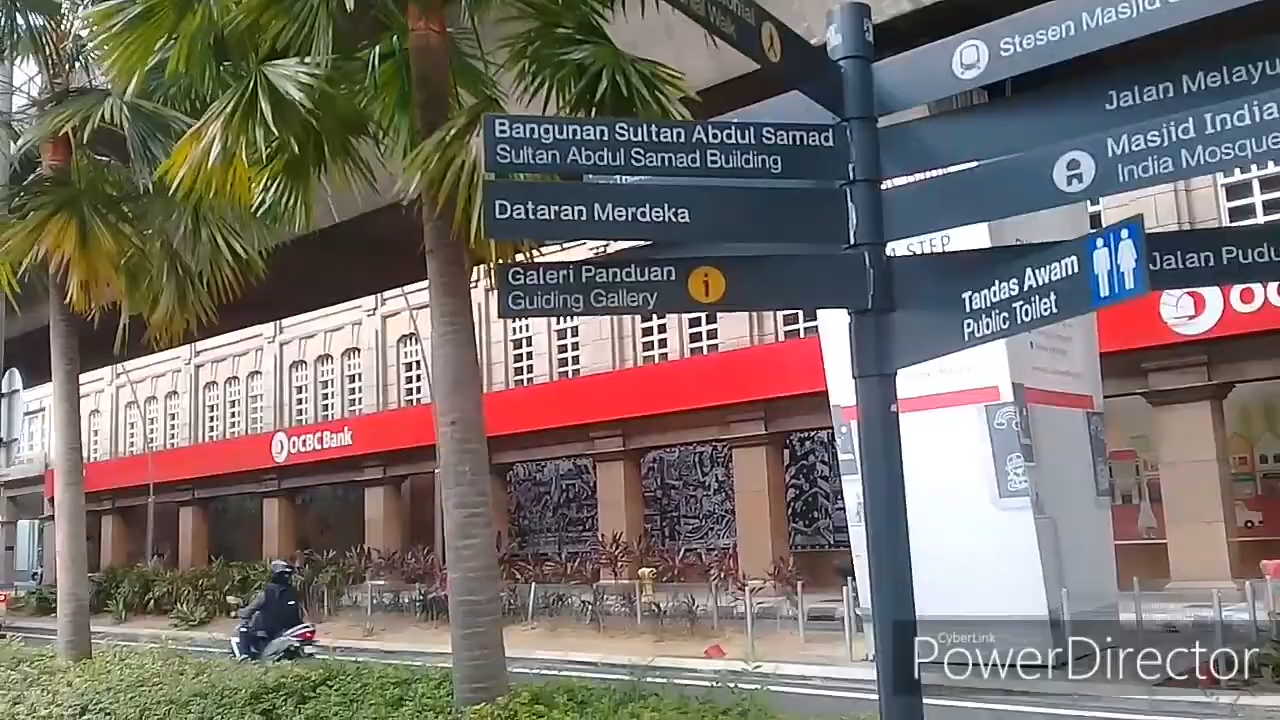 Stesen Masjid
Jalan Melayu
Bangunan Sultan Abdul Samad
Sultan Abdul Samad Building
Masjid India
India Mosque
Dataran Merdeka
STEP
Galeri Panduan
Guiding Gallery
i
Tandas Awam
Public Toilet
Jalan Pudu
OCBC Bank
CyberLink
PowerDirector